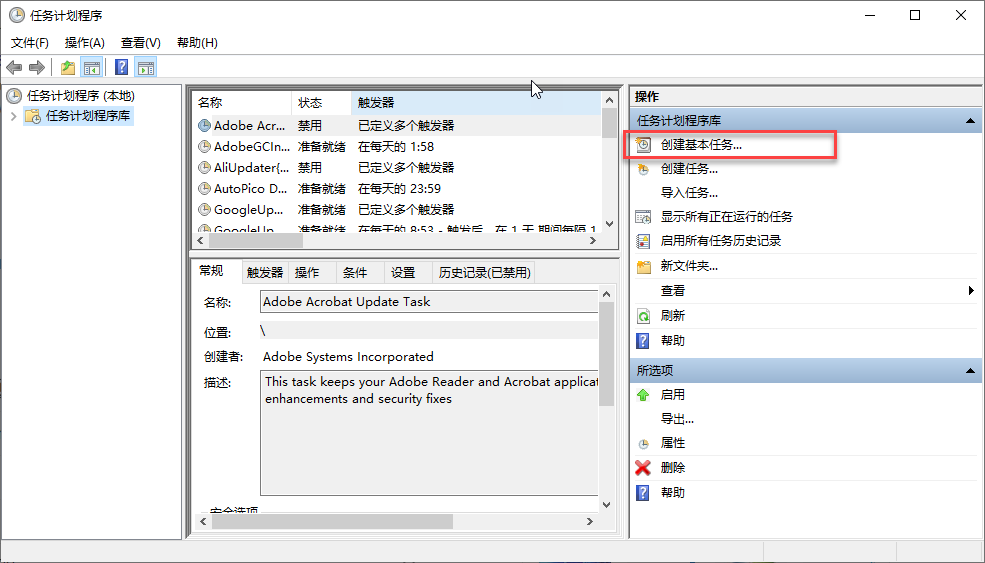 任务计划程序
文件(F) 操作(A) 查看(V) 帮助(H)
任务计划程序 (本地)
任务计划程序库
名称 状态 触发器
Adobe Acr... 禁用 已定义多个触发器
AdobeGCIn... 准备就绪 在每天的 1:58
AliUpdater{... 禁用 已定义多个触发器
AutoPico D... 准备就绪 在每天的 23:59
GoogleUp... 准备就绪 已定义多个触发器
GoogleUp... 准备就绪 在每天的 8:53 - 触发后，在 1 天 期间每隔 1
常规 触发器 操作 条件 设置 历史记录(已禁用)
名称: Adobe Acrobat Update Task
位置: \
创建者: Adobe Systems Incorporated
描述: This task keeps your Adobe Reader and Acrobat applicat
enhancements and security fixes
安全选项
操作
任务计划程序库
创建基本任务...
创建任务...
导入任务...
显示所有正在运行的任务
启用所有任务历史记录
新文件夹...
查看
刷新
帮助
所选项
启用
导出...
属性
删除
帮助